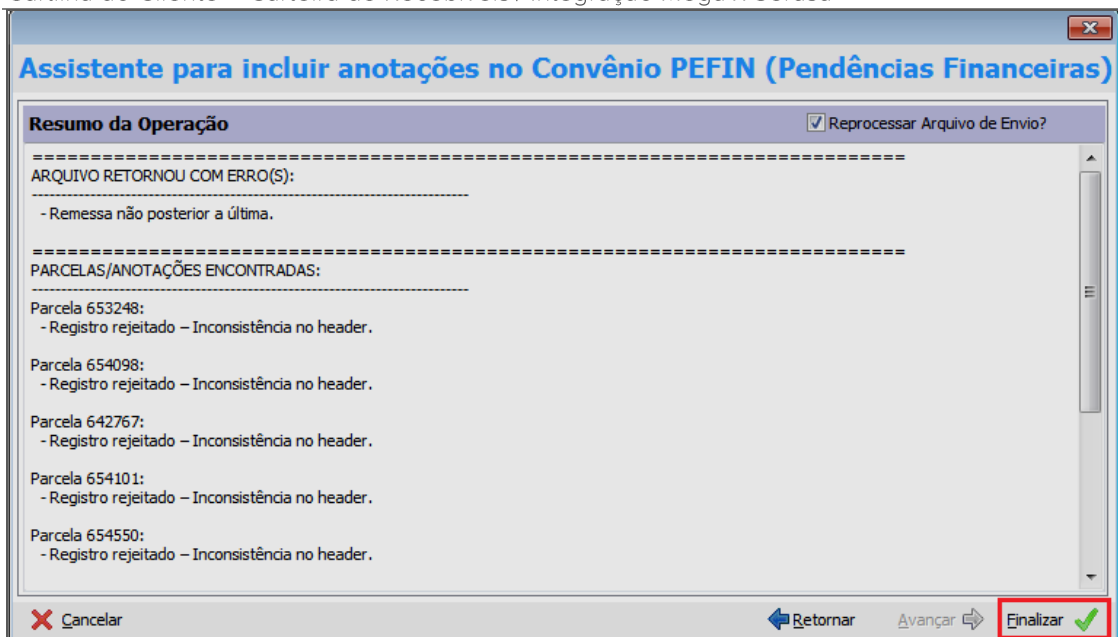 Assistente para incluir anotações no Convênio PEFIN (Pendências Financeiras)
Resumo da Operação
Reprocessar Arquivo de Envio?
===========================================================================
ARQUIVO RETORNOU COM ERRO(S):
---------------------------------------------------------------------------
- Remessa não posterior a última.
===========================================================================
PARCELAS/ANOTAÇÕES ENCONTRADAS:
---------------------------------------------------------------------------
Parcela 653248:
- Registro rejeitado – Inconsistência no header.
Parcela 654098:
- Registro rejeitado – Inconsistência no header.
Parcela 642767:
- Registro rejeitado – Inconsistência no header.
Parcela 654101:
- Registro rejeitado – Inconsistência no header.
Parcela 654550:
- Registro rejeitado – Inconsistência no header.
Cancelar
Retornar
Avançar
Finalizar